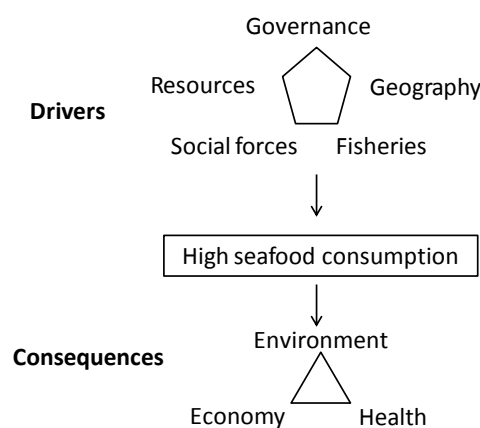 Governance
Resources
Geography
Drivers
Social forces
Fisheries
High seafood consumption
Environment
Consequences
Economy
Health